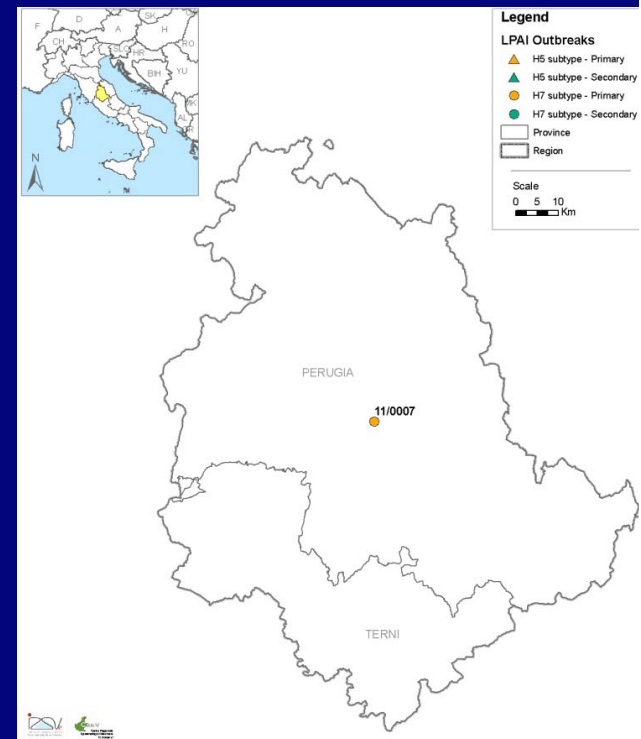 F
D
A
SK
CH
H
SLO
HR
RO
BIH
YU
MK
AL
N
Legend
LPAI Outbreaks
H5 subtype - Primary
H5 subtype - Secondary
H7 subtype - Primary
H7 subtype - Secondary
Province
Region
Scale
0 5 10
Km
PERUGIA
11/0007
TERNI